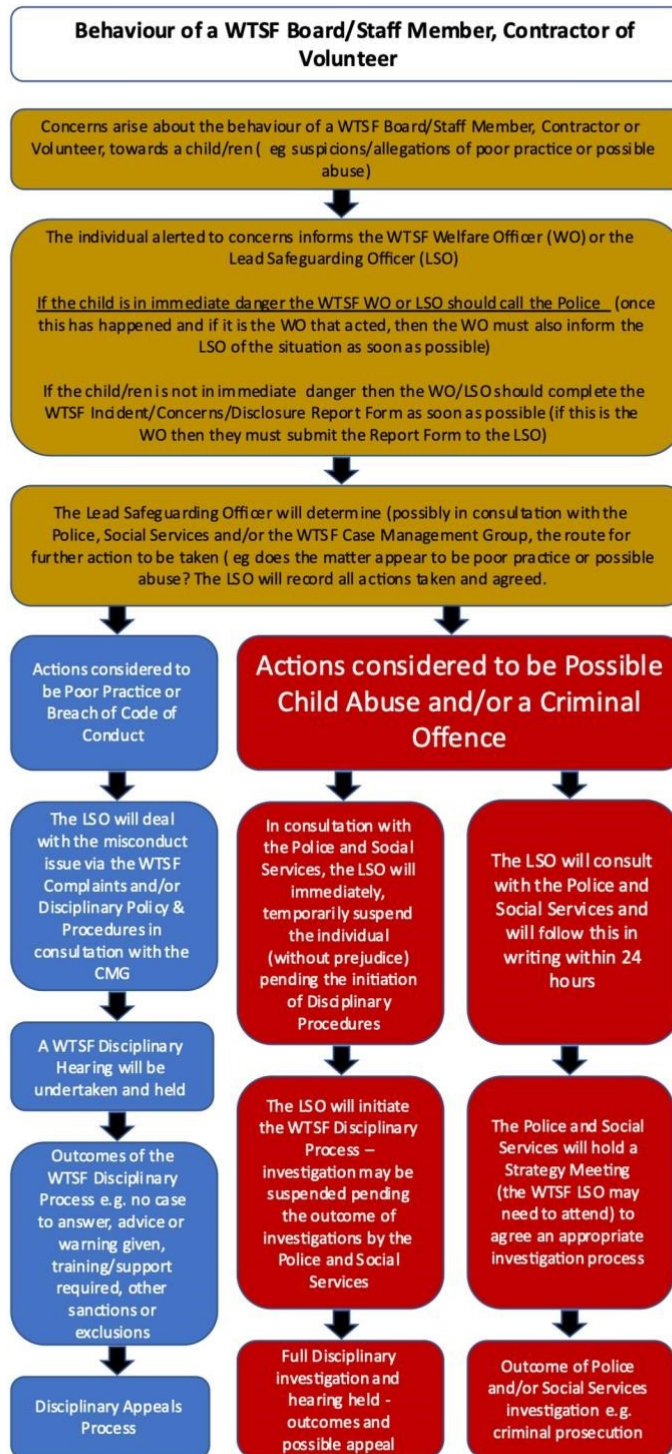 Behaviour of a WTSF Board/Staff Member, Contractor of
Volunteer
Concerns arise about the behaviour of a WTSF Board/Staff Member, Contractor or
Volunteer, towards a child/ren ( eg suspicions/allegations of poor practice or possible
abuse)
The individual alerted to concerns informs the WTSF Welfare Officer (WO) or the
Lead Safeguarding Officer (LSO)
If the child is in immediate danger the WTSF WO or LSO should call the Police (once
this has happened and if it is the WO that acted, then the WO must also inform the
LSO of the situation as soon as possible)
If the child/ren is not in immediate danger then the WO/LSO should complete the
WTSF Incident/Concerns/Disclosure Report Form as soon as possible (if this is the
WO then they must submit the Report Form to the LSO)
The Lead Safeguarding Officer will determine (possibly in consultation with the
Police, Social Services and/or the WTSF Case Management Group, the route for
further action to be taken ( eg does the matter appear to be poor practice or possible
abuse? The LSO will record all actions taken and agreed.
Actions considered to
be Poor Practice or
Breach of Code of
Conduct
The LSO will deal
with the misconduct
issue via the WTSF
Complaints and/or
Disciplinary Policy &
Procedures in
consultation with the
CMG
A WTSF Disciplinary
Hearing will be
undertaken and held
Outcomes of the
WTSF Disciplinary
Process e.g. no case
to answer, advice or
warning given,
training/support
required, other
sanctions or
exclusions
Disciplinary Appeals
Process
Actions considered to be Possible
Child Abuse and/or a Criminal
Offence
In consultation with
the Police and Social
Services, the LSO will
immediately,
temporarily suspend
the individual
(without prejudice)
pending the initiation
of Disciplinary
Procedures
The LSO will initiate
the WTSF Disciplinary
Process –
investigation may be
suspended pending
the outcome of
investigations by the
Police and Social
Services
Full Disciplinary
investigation and
hearing held -
outcomes and
possible appeal
The LSO will consult
with the Police and
Social Services and
will follow this in
writing within 24
hours
The Police and Social
Services will hold a
Strategy Meeting
(the WTSF LSO may
need to attend) to
agree an appropriate
investigation process
Outcome of Police
and/or Social Services
investigation e.g.
criminal prosecution